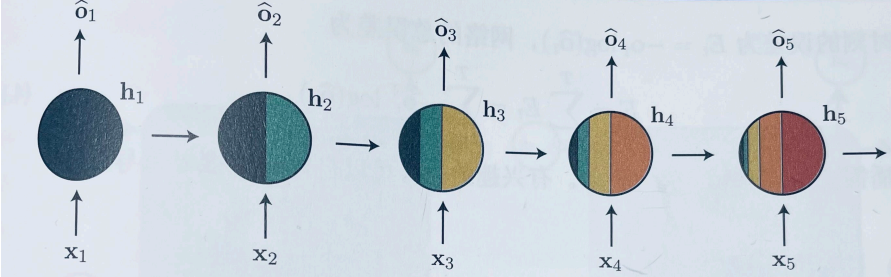 ô₁ ô₂ ô₃ ô₄ ô₅
h₁ h₂ h₃ h₄ h₅
x₁ x₂ x₃ x₄ x₅